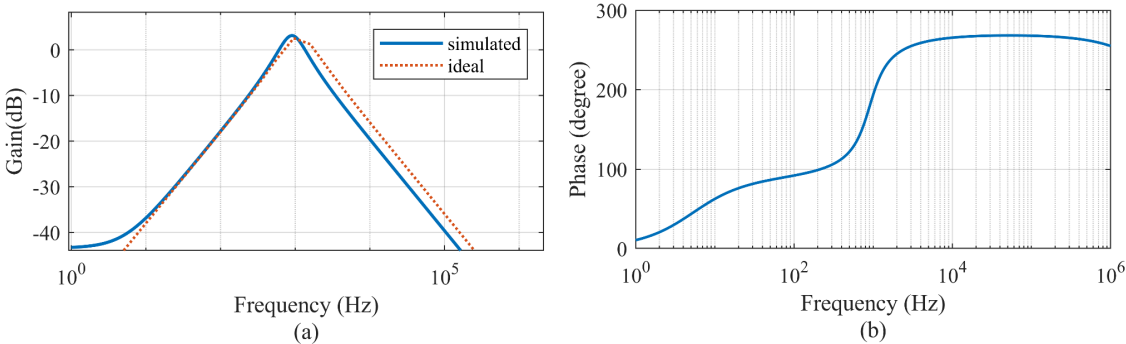 0
-10
-20
-30
-40
Gain(dB)
simulated
ideal
10^0
10^5
Frequency (Hz)
(a)
300
200
100
0
Phase (degree)
10^0
10^2
10^4
10^6
Frequency (Hz)
(b)